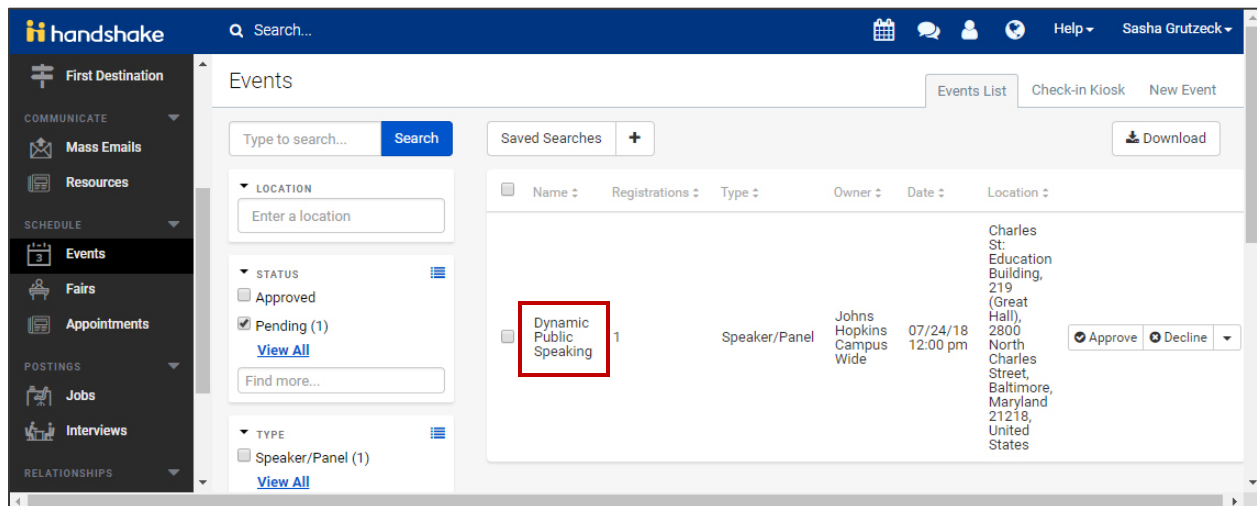 handshake
Search...
Help
Sasha Grutzeck
First Destination
COMMUNICATE
Mass Emails
Resources
SCHEDULE
3
Events
Fairs
Appointments
POSTINGS
Jobs
Interviews
RELATIONSHIPS
Events
Events List
Check-in Kiosk
New Event
Type to search...
Search
Saved Searches
+
Download
LOCATION
Enter a location
STATUS
Approved
Pending (1)
View All
Find more...
TYPE
Speaker/Panel (1)
View All
Name
Registrations
Type
Owner
Date
Location
Dynamic
Public
Speaking
1
Speaker/Panel
Johns
Hopkins
Campus
Wide
07/24/18
12:00 pm
Charles
St:
Education
Building,
219
(Great
Hall),
2800
North
Charles
Street,
Baltimore,
Maryland
21218,
United
States
Approve
Decline